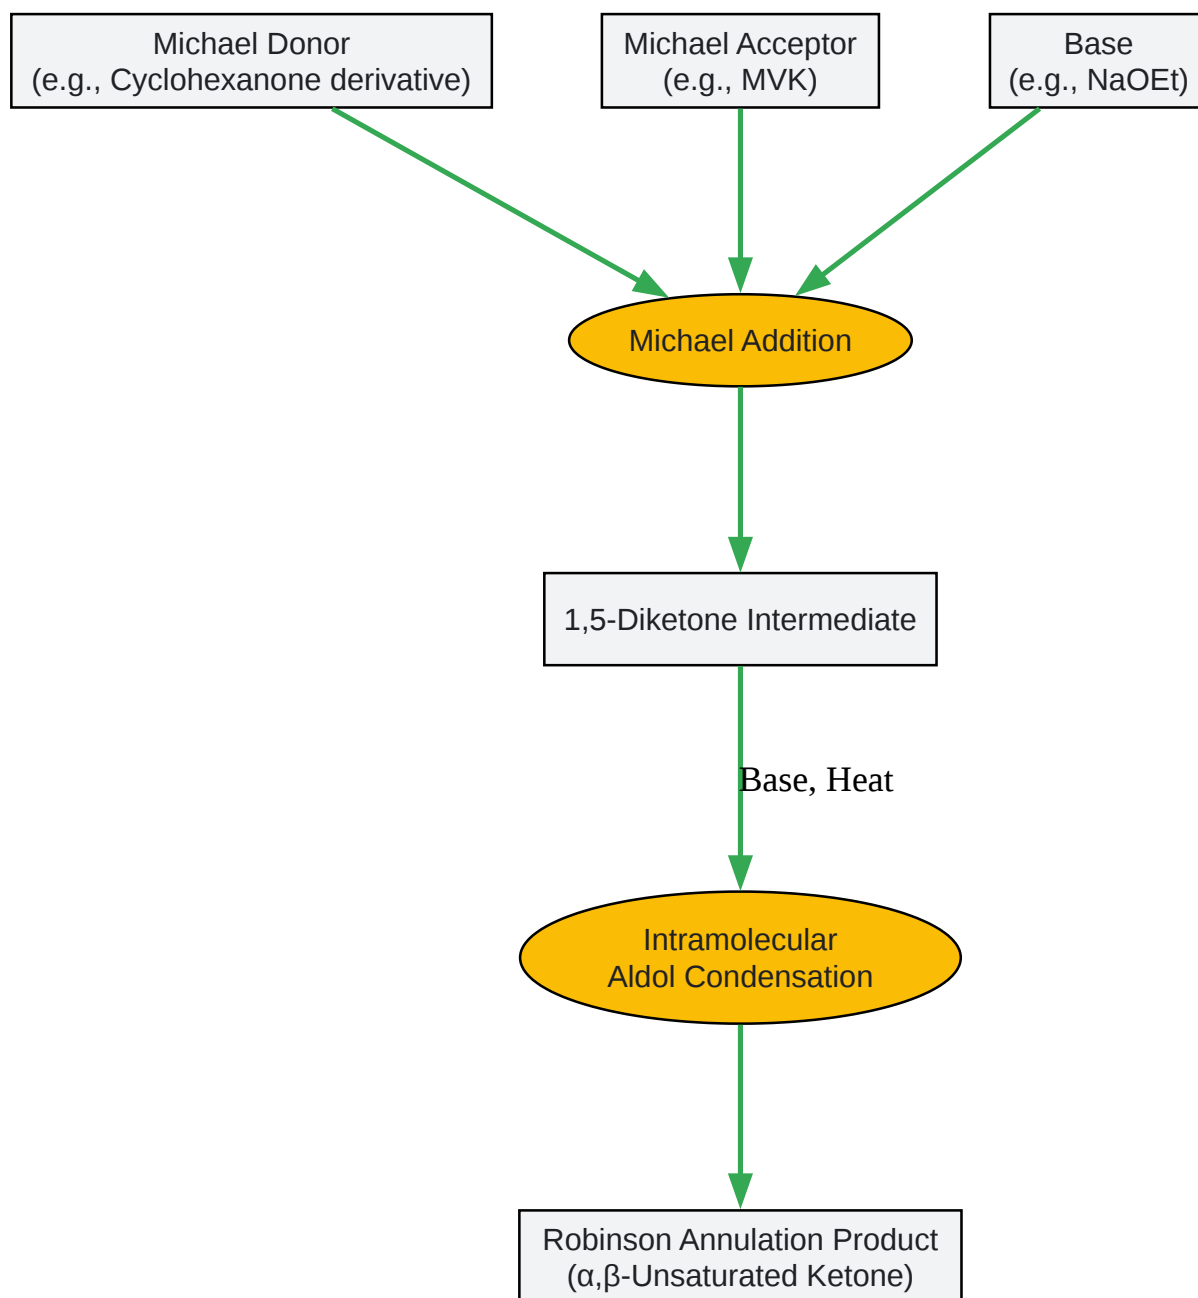 Michael Donor
(e.g., Cyclohexanone derivative)
Michael Acceptor
(e.g., MVK)
Base
(e.g., NaOEt)
Michael Addition
1,5-Diketone Intermediate
Base, Heat
Intramolecular
Aldol Condensation
Robinson Annulation Product
(α,β-Unsaturated Ketone)